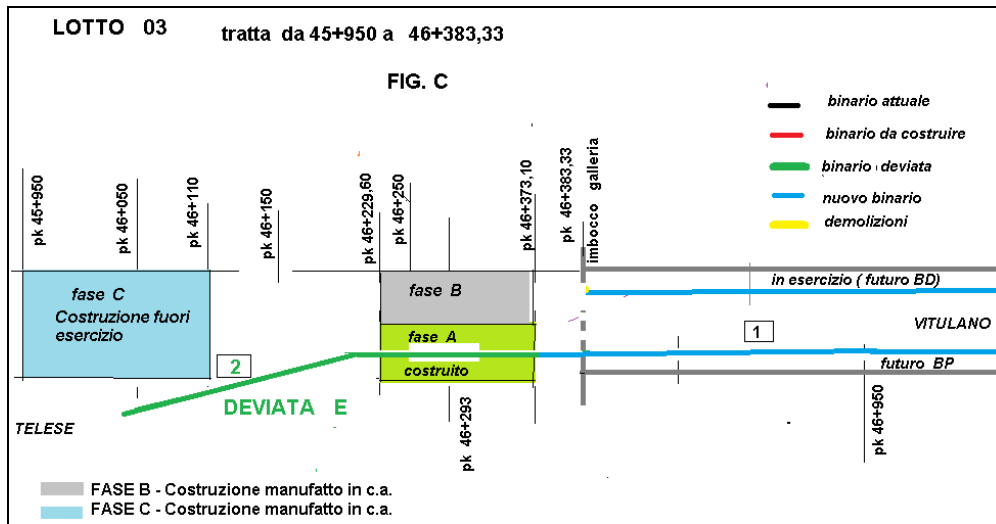 LOTTO 03
tratta da 45+950 a 46+383,33
FIG. C
binario attuale
binario da costruire
binario deviata
nuovo binario
demolizioni
pk 45+950
pk 46+050
pk 46+110
pk 46+150
pk 46+229,60
pk 46+250
pk 46+373,10
pk 46+383,33
imbocco galleria
fase C
Costruzione fuori
esercizio
fase B
in esercizio ( futuro BD)
fase A
costruito
1
VITULANO
futuro BP
2
DEVIATA E
TELESE
pk 46+293
pk 46+950
FASE B - Costruzione manufatto in c.a.
FASE C - Costruzione manufatto in c.a.